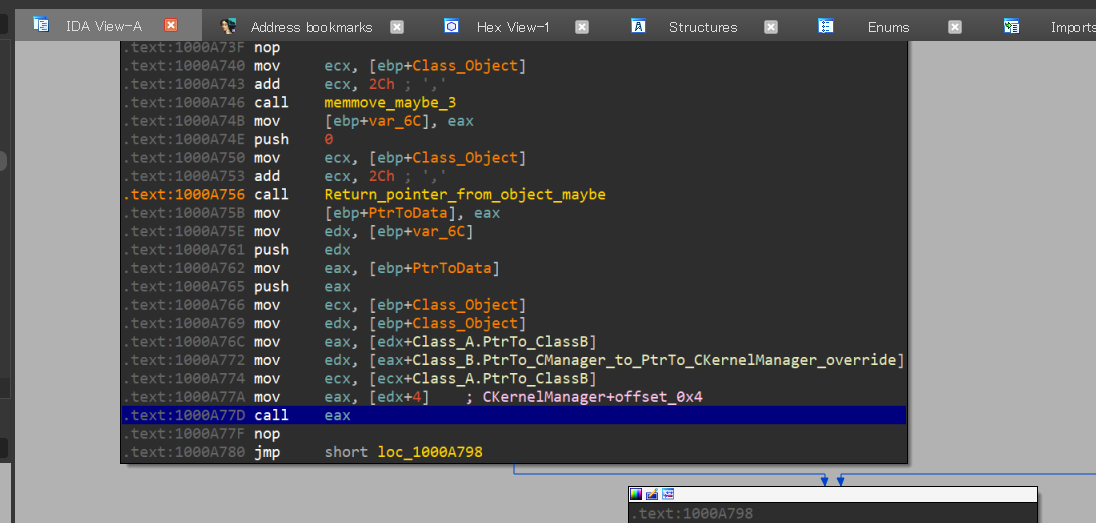 IDA View-A Address bookmarks Hex View-1 Structures Enums Imports
.text:1000A73F nop
.text:1000A740 mov ecx, [ebp+Class_Object]
.text:1000A743 add ecx, 2Ch ; ','
.text:1000A746 call memmove_maybe_3
.text:1000A74B mov [ebp+var_6C], eax
.text:1000A74E push 0
.text:1000A750 mov ecx, [ebp+Class_Object]
.text:1000A753 add ecx, 2Ch ; ','
.text:1000A756 call Return_pointer_from_object_maybe
.text:1000A75B mov [ebp+PtrToData], eax
.text:1000A75E mov edx, [ebp+var_6C]
.text:1000A761 push edx
.text:1000A762 mov eax, [ebp+PtrToData]
.text:1000A765 push eax
.text:1000A766 mov ecx, [ebp+Class_Object]
.text:1000A769 mov edx, [ebp+Class_Object]
.text:1000A76C mov eax, [edx+Class_A.PtrTo_ClassB]
.text:1000A772 mov edx, [eax+Class_B.PtrTo_CManager_to_PtrTo_CKernelManager_override]
.text:1000A774 mov ecx, [ecx+Class_A.PtrTo_ClassB]
.text:1000A77A mov eax, [edx+4] ; CKernelManager+offset_0x4
.text:1000A77D call eax
.text:1000A77F nop
.text:1000A780 jmp short loc_1000A798
.text:1000A798